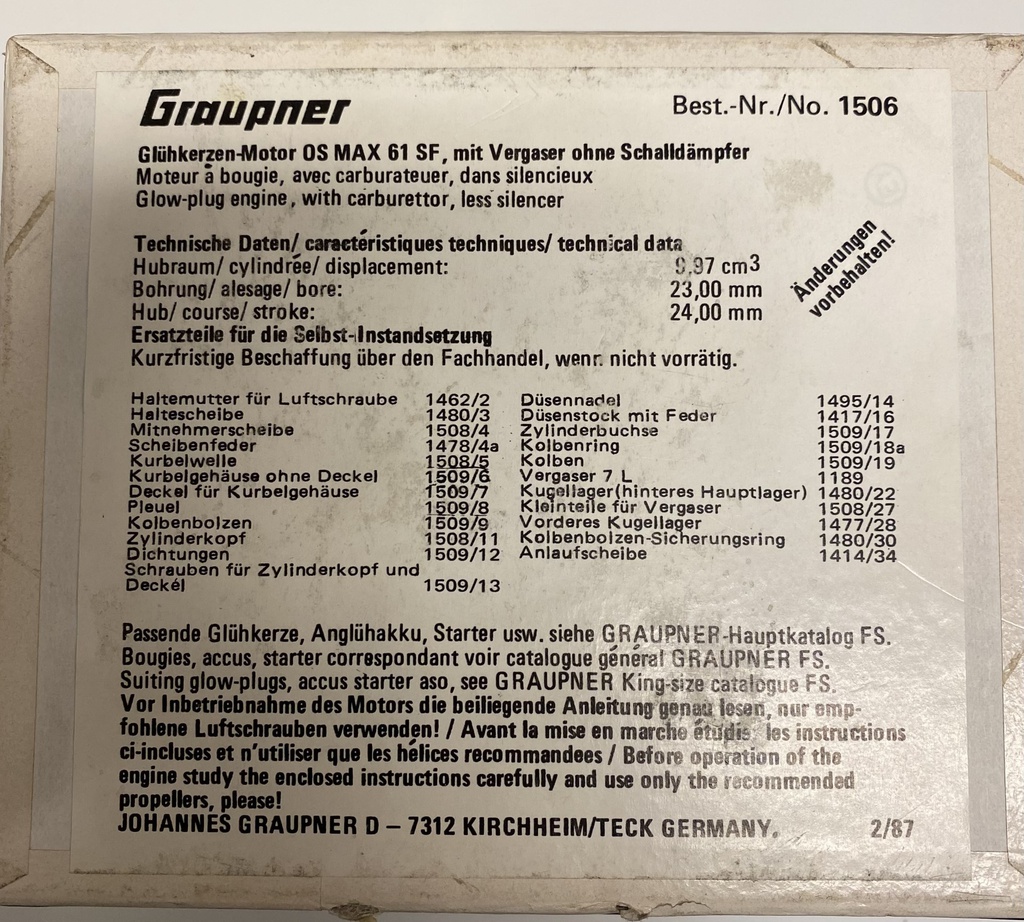 Graupner
Best.-Nr./No. 1506
Glühkerzen-Motor OS MAX 61 SF, mit Vergaser ohne Schalldämpfer
Moteur à bougie, avec carburateuer, dans silencieux
Glow-plug engine, with carburettor, less silencer
Änderungen
vorbehalten!
Technische Daten/ caractéristiques techniques/ technical data
Hubraum/ cylindrée/ displacement: 9,97 cm3
Bohrung/ alesage/ bore: 23,00 mm
Hub/ course/ stroke: 24,00 mm
Ersatzteile für die Selbst-Instandsetzung
Kurzfristige Beschaffung über den Fachhandel, wenn nicht vorrätig.
Haltemutter für Luftschraube 1462/2
Haltescheibe 1480/3
Mitnehmerscheibe 1508/4
Scheibenfeder 1478/4a
Kurbelwelle 1508/5
Kurbelgehäuse ohne Deckel 1509/6
Deckel für Kurbelgehäuse 1509/7
Pleuel 1509/8
Kolbenbolzen 1509/9
Zylinderkopf 1508/11
Dichtungen 1509/12
Schrauben für Zylinderkopf und
Deckél 1509/13
Düsennadel 1495/14
Düsenstock mit Feder 1417/16
Zylinderbuchse 1509/17
Kolbenring 1509/18a
Kolben 1509/19
Vergaser 7 L 1189
Kugellager(hinteres Hauptlager) 1480/22
Kleinteile für Vergaser 1508/27
Vorderes Kugellager 1477/28
Kolbenbolzen-Sicherungsring 1480/30
Anlaufscheibe 1414/34
Passende Glühkerze, Anglühakku, Starter usw. siehe GRAUPNER-Hauptkatalog FS.
Bougies, accus, starter correspondant voir catalogue général GRAUPNER FS.
Suiting glow-plugs, accus starter aso, see GRAUPNER King-size catalogue FS.
Vor Inbetriebnahme des Motors die beiliegende Anleitung genau lesen, nur emp-
fohlene Luftschrauben verwenden! / Avant la mise en marche étudis les instructions
ci-incluses et n'utiliser que les hélices recommandees / Before operation of the
engine study the enclosed instructions carefully and use only the recommended
propellers, please!
JOHANNES GRAUPNER D – 7312 KIRCHHEIM/TECK GERMANY. 2/87